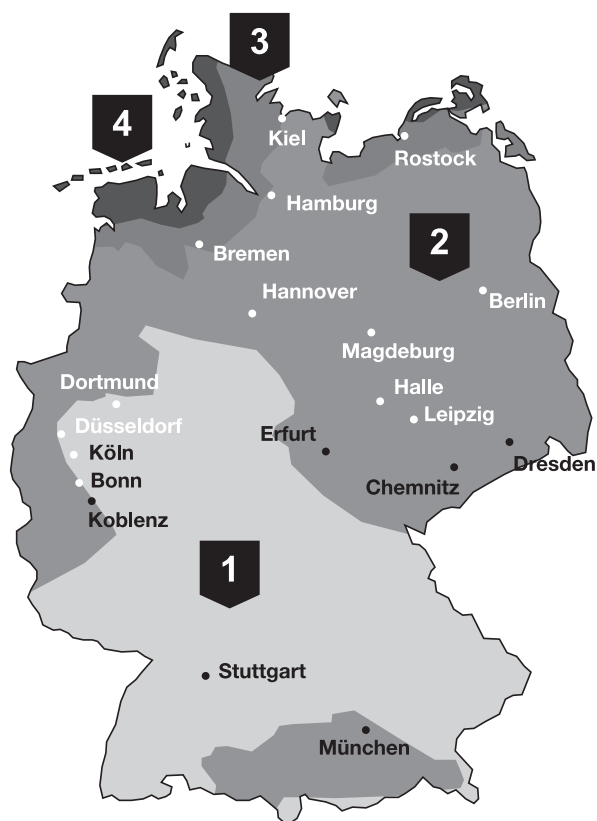 3
4
Kiel
Rostock
Hamburg
2
Bremen
Hannover
Berlin
Magdeburg
Dortmund
Halle
Düsseldorf
Leipzig
Erfurt
Köln
Dresden
Bonn
Chemnitz
Koblenz
1
Stuttgart
München